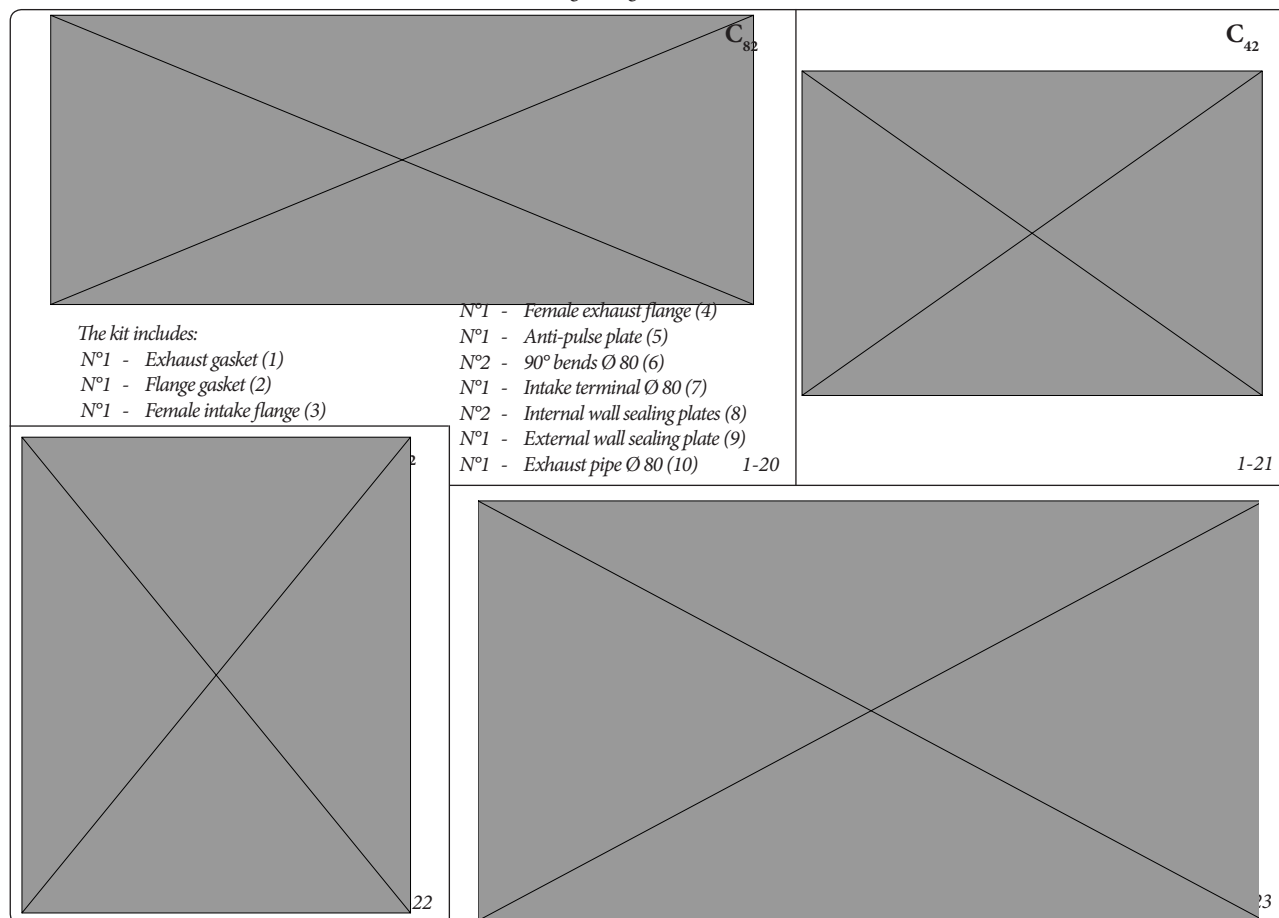 C82
C42
The kit includes:
N°1 - Exhaust gasket (1)
N°1 - Flange gasket (2)
N°1 - Female intake flange (3)
N°1 - Female exhaust flange (4)
N°1 - Anti-pulse plate (5)
N°2 - 90° bends Ø 80 (6)
N°1 - Intake terminal Ø 80 (7)
N°2 - Internal wall sealing plates (8)
N°1 - External wall sealing plate (9)
N°1 - Exhaust pipe Ø 80 (10) 1-20
1-21
2
22
23